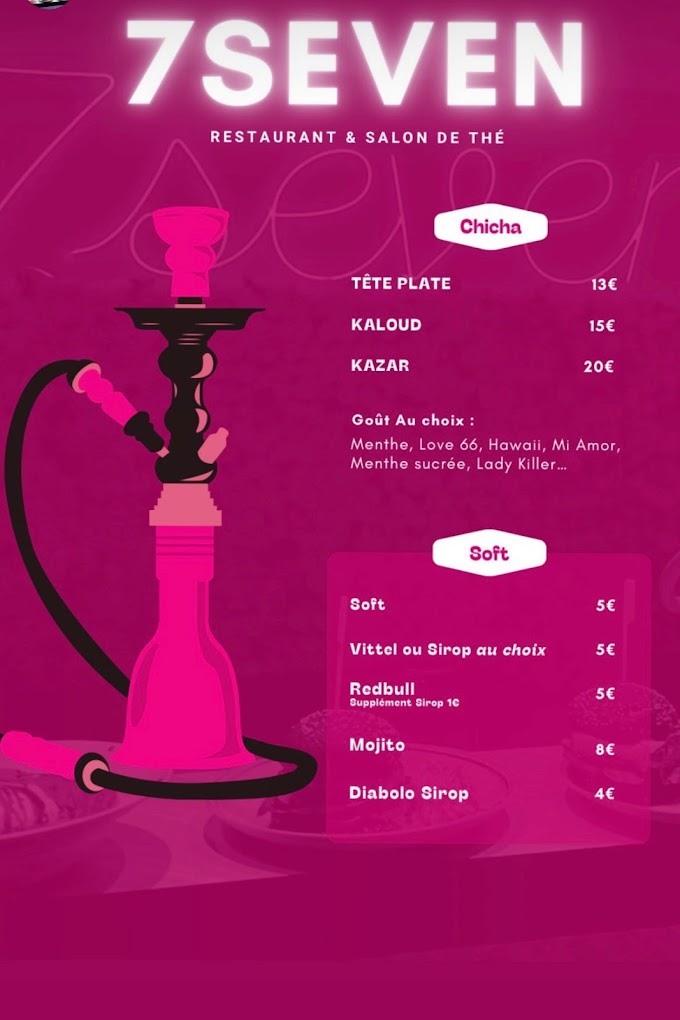 7SEVEN
RESTAURANT & SALON DE THÉ
7seven
Chicha
TÊTE PLATE 13€
KALOUD 15€
KAZAR 20€
Goût Au choix :
Menthe, Love 66, Hawaii, Mi Amor,
Menthe sucrée, Lady Killer...
Soft
Soft 5€
Vittel ou Sirop au choix 5€
Redbull 5€
Supplément Sirop 1€
Mojito 8€
Diabolo Sirop 4€